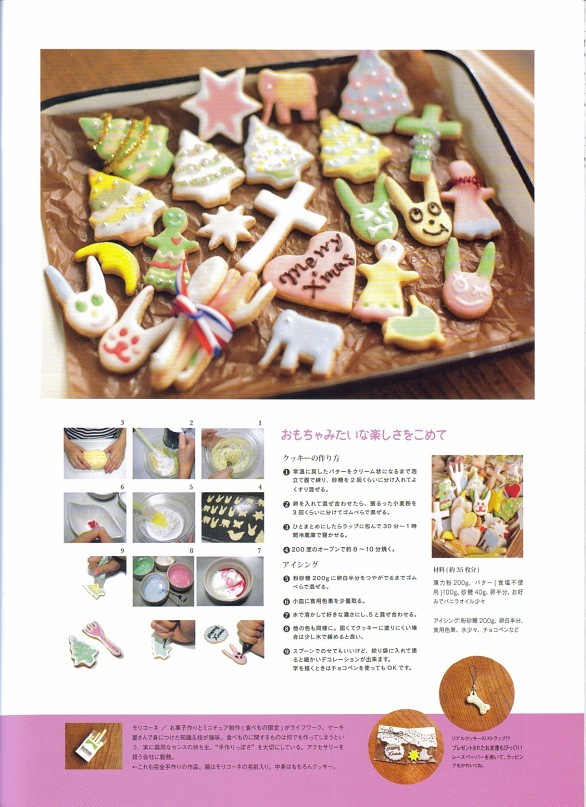 Merry
X'mas
おもちゃみたいな楽しさをこめて
クッキーの作り方
❶ 常温に戻したバターをクリーム状になるまで泡
立て器で練り、砂糖を2回くらいに分け入れてよ
くすり混ぜる。
❷ 卵を入れて混ぜ合わせたら、振るった小麦粉を
3回くらいに分けてゴムべらで混ぜる。
❸ ひとまとめにしたらラップに包んで30分〜1時
間冷蔵庫で寝かせる。
❹ 200度のオーブンで約8〜10分焼く。
アイシング
❺ 粉砂糖200gに卵白半分をつやがでるまでゴム
べらで混ぜる。
❻ 小皿に食用色素を少量取る。
❼ 水で溶かして好きな濃さにし、5と混ぜ合わせる。
❽ 他の色も同様に。固くてクッキーに塗りにくい場
合は少し水で緩めると良い。
❾ スプーンでのせてもいいけど、絞り袋に入れて塗
ると細かいデコレーションが出来ます。
字を描くときはチョコペンを使ってもOKです。
3 2 1
6 5 4
9 8 7
材料(約35枚分)
薄力粉200g、バター(食塩不使
用)100g、砂糖40g、卵半分、お好
みでバニラオイル少々
アイシング:粉砂糖200g、卵白半分、
食用色素、水少々、チョコペンなど
リアルクッキーのストラップ!?
プレゼントされたお友達もびっくり!
レースペーパーを用いて、ラッピ
ングもかわいくね。
モリコーネ / お菓子作りとミニチュア制作(食べもの限定)がライフワーク。ケーキ
屋さんで身につけた知識&技が趣味。食べものに関するものは何でも作ってしまうとい
う、実に器用なセンスの持ち主。“手作りっぽさ”を大切にしている。アクセサリーを
扱う会社に勤務。
←これも安全手作りの作品。箱はモリコーネの名前入り。中身はもちろんクッキー。